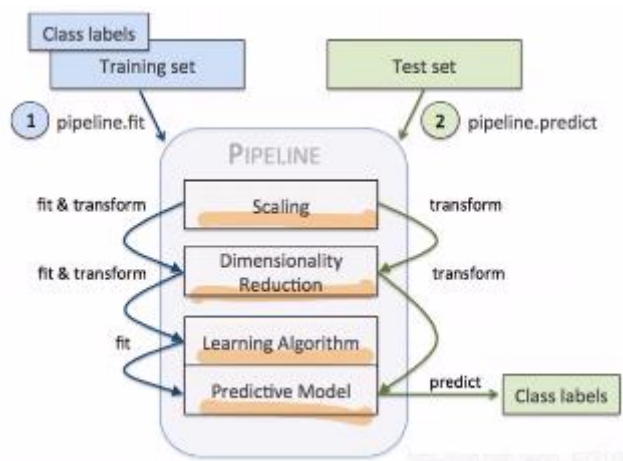 Class labels
Training set
Test set
1 pipeline.fit
2 pipeline.predict
PIPELINE
fit & transform
Scaling
transform
fit & transform
Dimensionality
Reduction
transform
fit
Learning Algorithm
Predictive Model
predict
Class labels